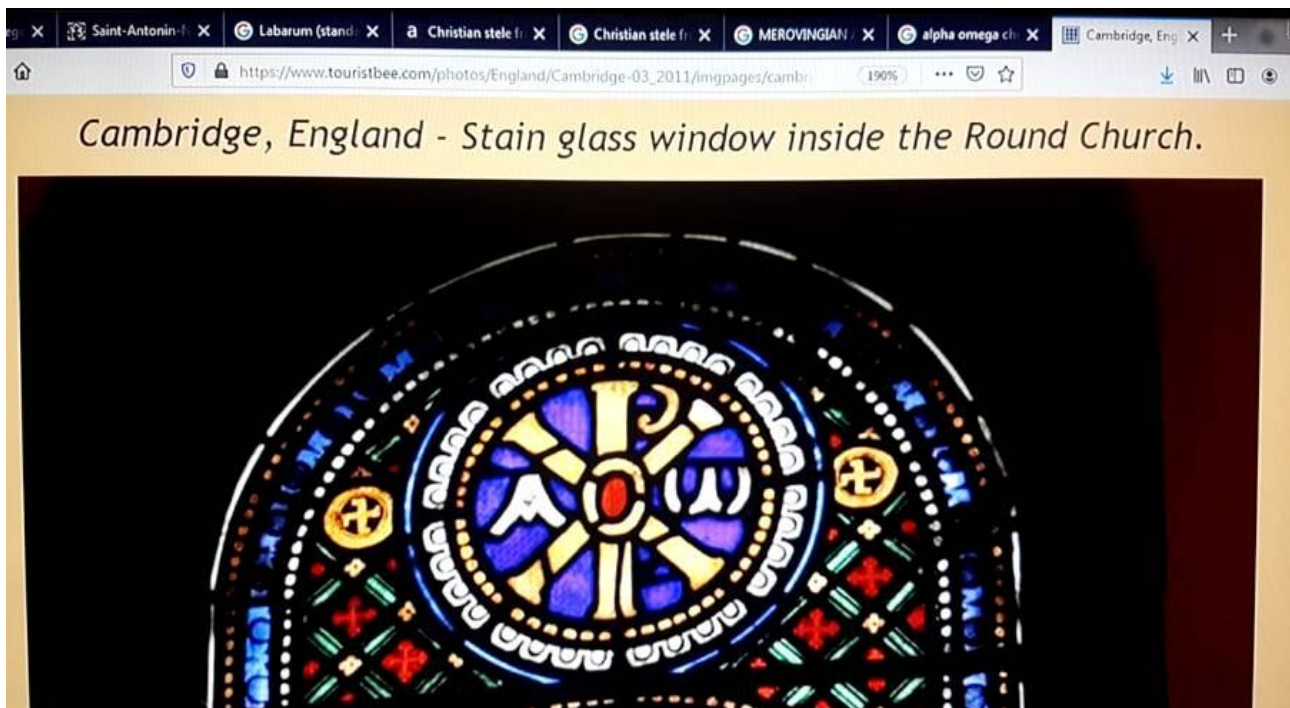 Saint-Antonin-N Labarum (stand Christian stele fr Christian stele fr MEROVINGIAN alpha omega ch Cambridge, Eng
https://www.touristbee.com/photos/England/Cambridge-03_2011/imgpages/cambr 190%
Cambridge, England - Stain glass window inside the Round Church.
Α ω